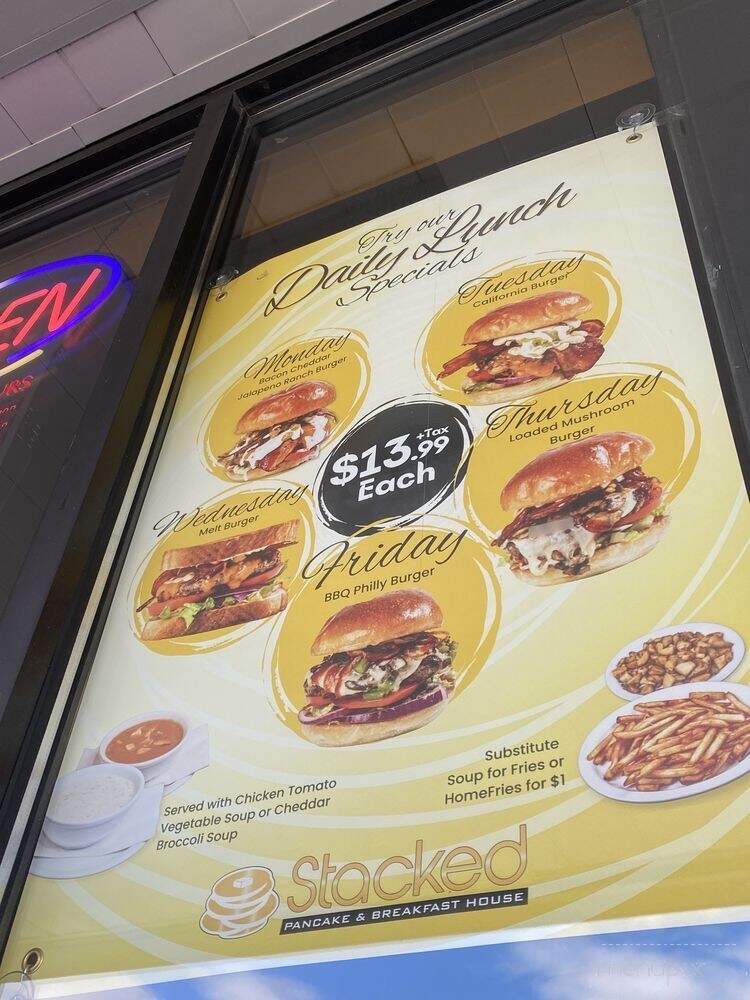 Try our
Daily Lunch
Specials
Tuesday
California Burger
Monday
Bacon Cheddar
Jalapeno Ranch Burger
Thursday
Loaded Mushroom
Burger
$13.99
+Tax
Each
Wednesday
Melt Burger
Friday
BBQ Philly Burger
Substitute
Soup for Fries or
HomeFries for $1
Served with Chicken Tomato
Vegetable Soup or Cheddar
Broccoli Soup
Stacked
PANCAKE & BREAKFAST HOUSE
EN